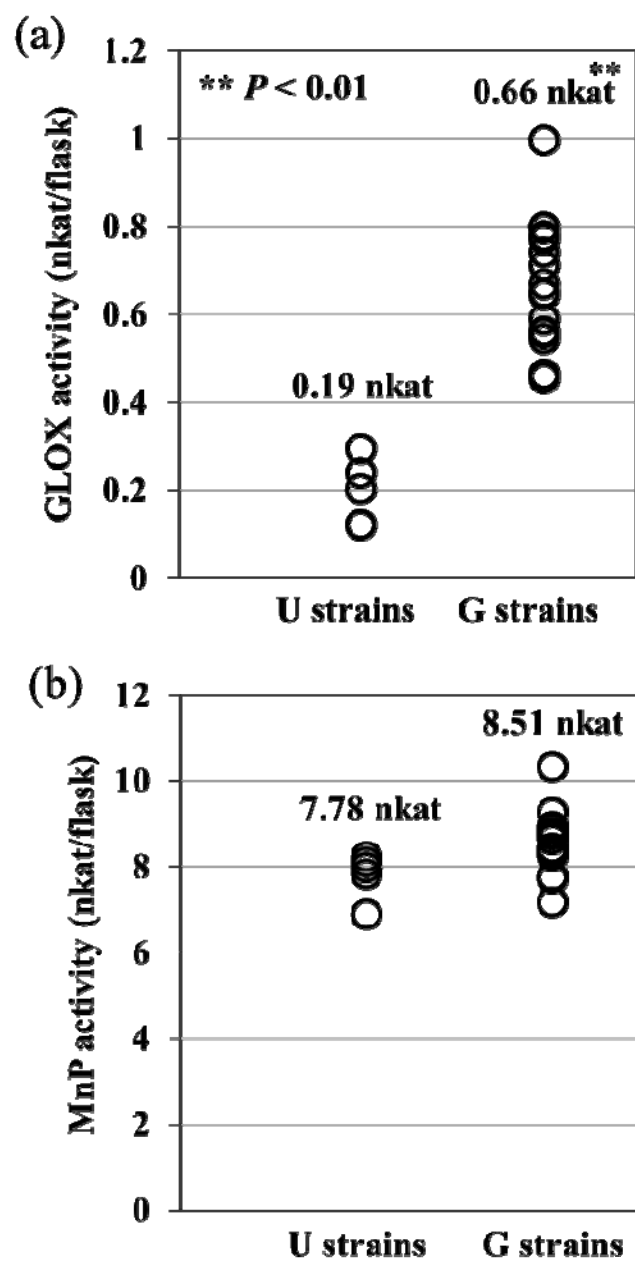 (a)
GLOX activity (nkat/flask)
1.2
1
0.8
0.6
0.4
0.2
0
** P < 0.01
**
0.66 nkat
0.19 nkat
U strains
G strains
(b)
MnP activity (nkat/flask)
12
10
8
6
4
2
0
8.51 nkat
7.78 nkat
U strains
G strains